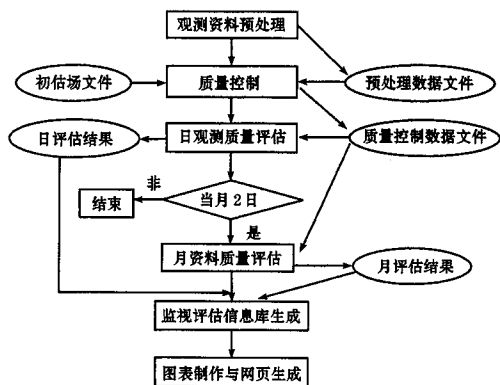 观测资料预处理
初估场文件
质量控制
预处理数据文件
日评估结果
日观测质量评估
质量控制数据文件
非
当月2日
结束
是
月资料质量评估
月评估结果
监视评估信息库生成
图表制作与网页生成